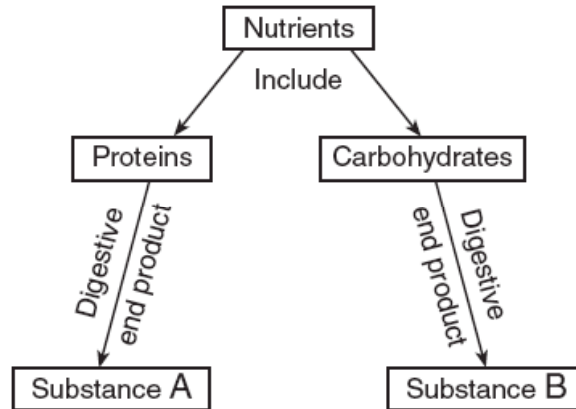 Nutrients
Include
Proteins
Carbohydrates
Digestive
end product
Digestive
end product
Substance A
Substance B